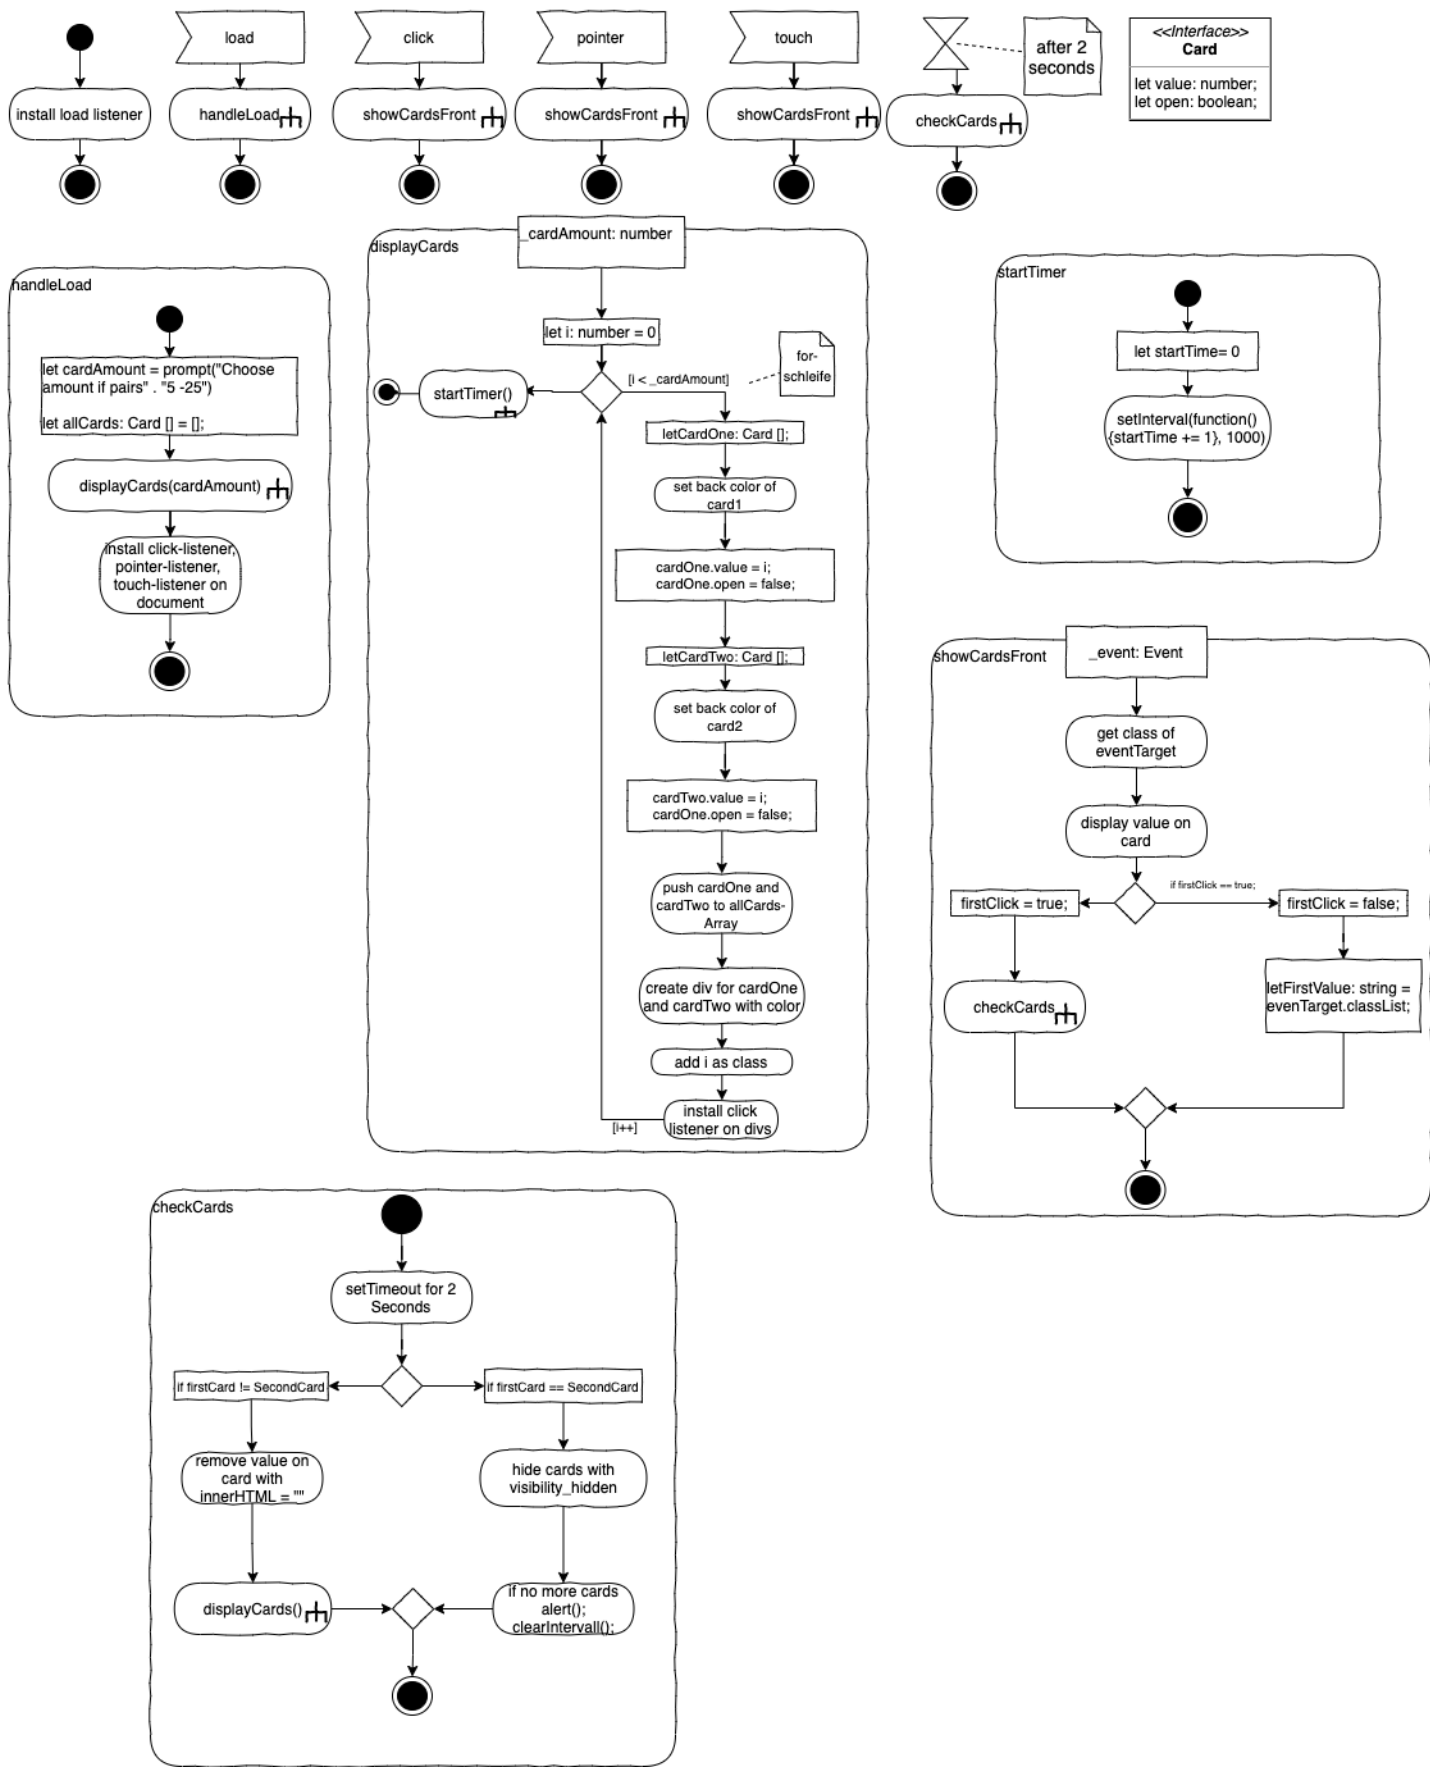 load
click
pointer
touch
after 2
seconds
<<Interface>>
Card
let value: number;
let open: boolean;
install load listener
handleLoad
showCardsFront
showCardsFront
showCardsFront
checkCards
handleLoad
let cardAmount = prompt("Choose
amount if pairs" . "5 -25")
let allCards: Card [] = [];
displayCards(cardAmount)
install click-listener,
pointer-listener,
touch-listener on
document
displayCards
_cardAmount: number
let i: number = 0
for-
schleife
[i < _cardAmount]
startTimer()
letCardOne: Card [];
set back color of
card1
cardOne.value = i;
cardOne.open = false;
letCardTwo: Card [];
set back color of
card2
cardTwo.value = i;
cardOne.open = false;
push cardOne and
cardTwo to allCards-
Array
create div for cardOne
and cardTwo with color
add i as class
install click
listener on divs
[i++]
startTimer
let startTime= 0
setInterval(function()
{startTime += 1}, 1000)
showCardsFront
_event: Event
get class of
eventTarget
display value on
card
if firstClick == true;
firstClick = true;
firstClick = false;
checkCards
letFirstValue: string =
evenTarget.classList;
checkCards
setTimeout for 2
Seconds
if firstCard != SecondCard
if firstCard == SecondCard
remove value on
card with
innerHTML = ""
hide cards with
visibility_hidden
displayCards()
if no more cards
alert();
clearIntervall();